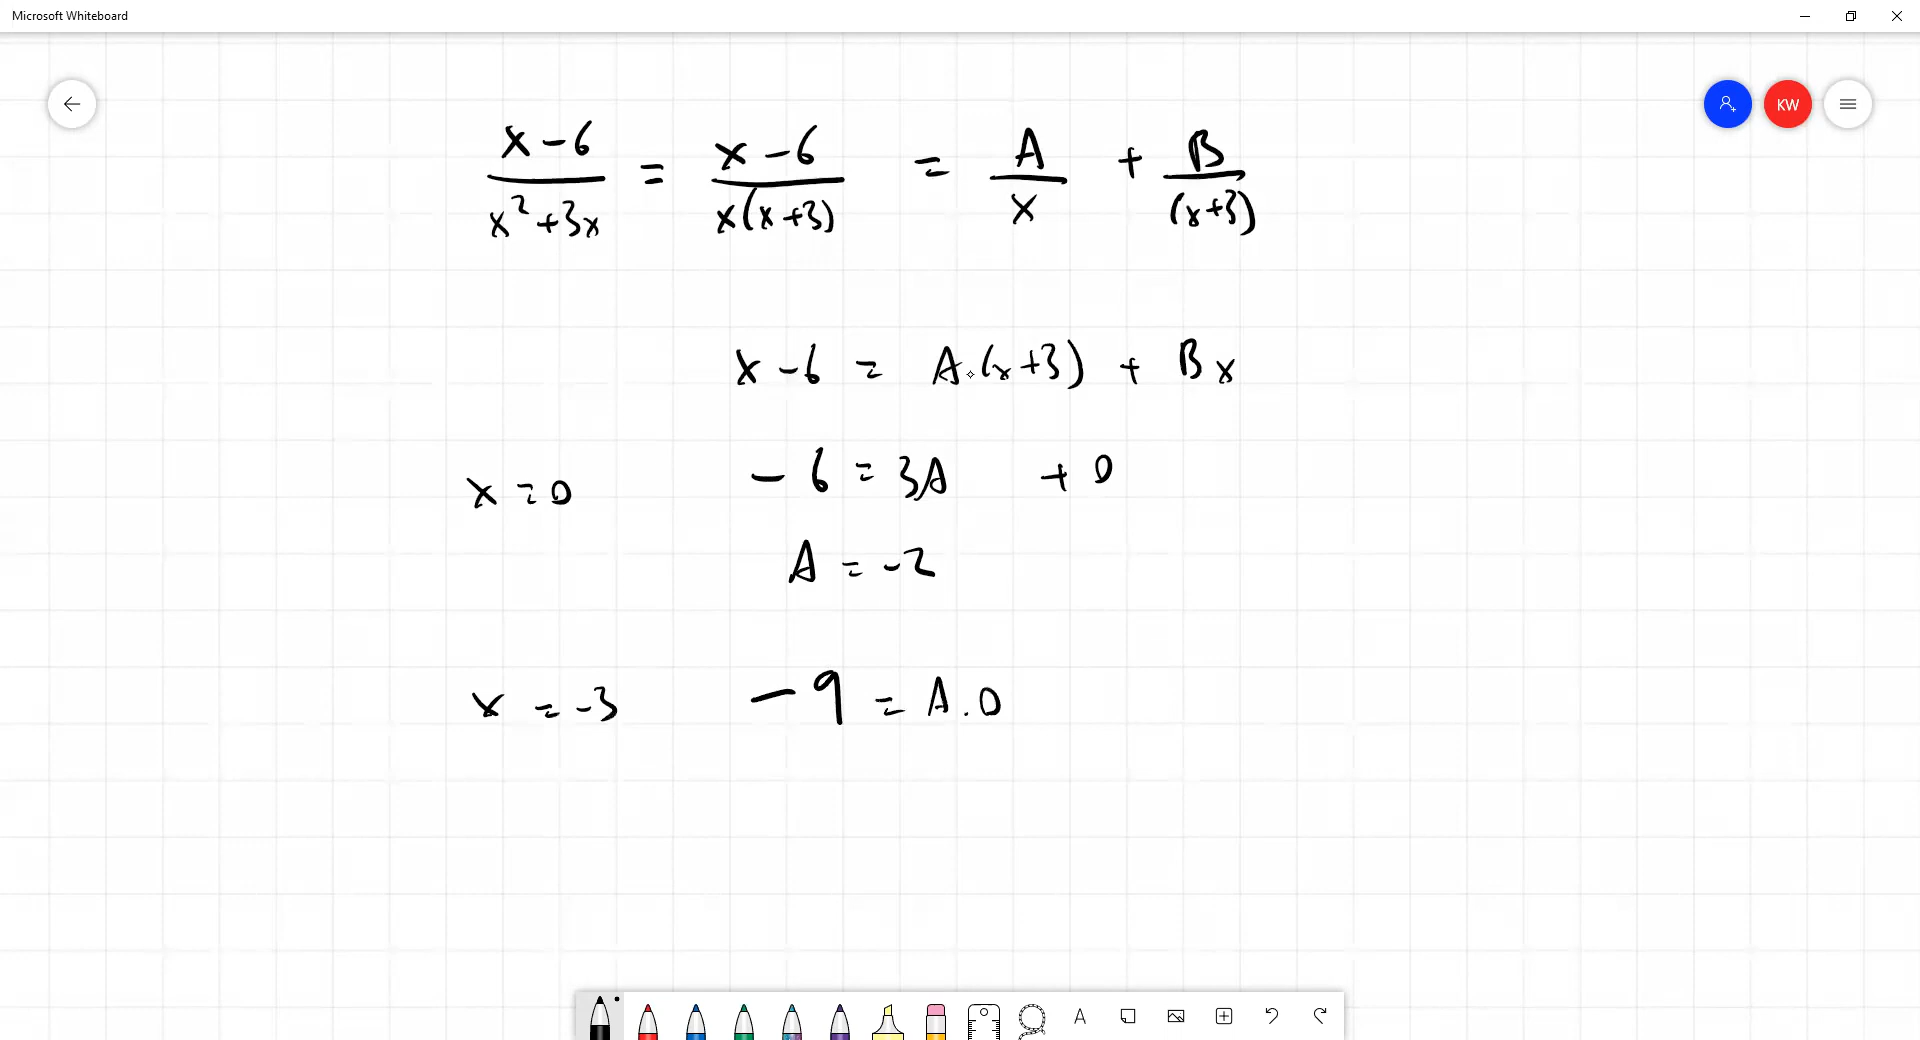 Microsoft Whiteboard
KW
x-6/x²+3x = x-6/x(x+3) = A/x + B/(x+3)
x-6 = A.(x+3) + Bx
x=0 -6=3A +0
A=-2
x=-3 -9=A.0
A